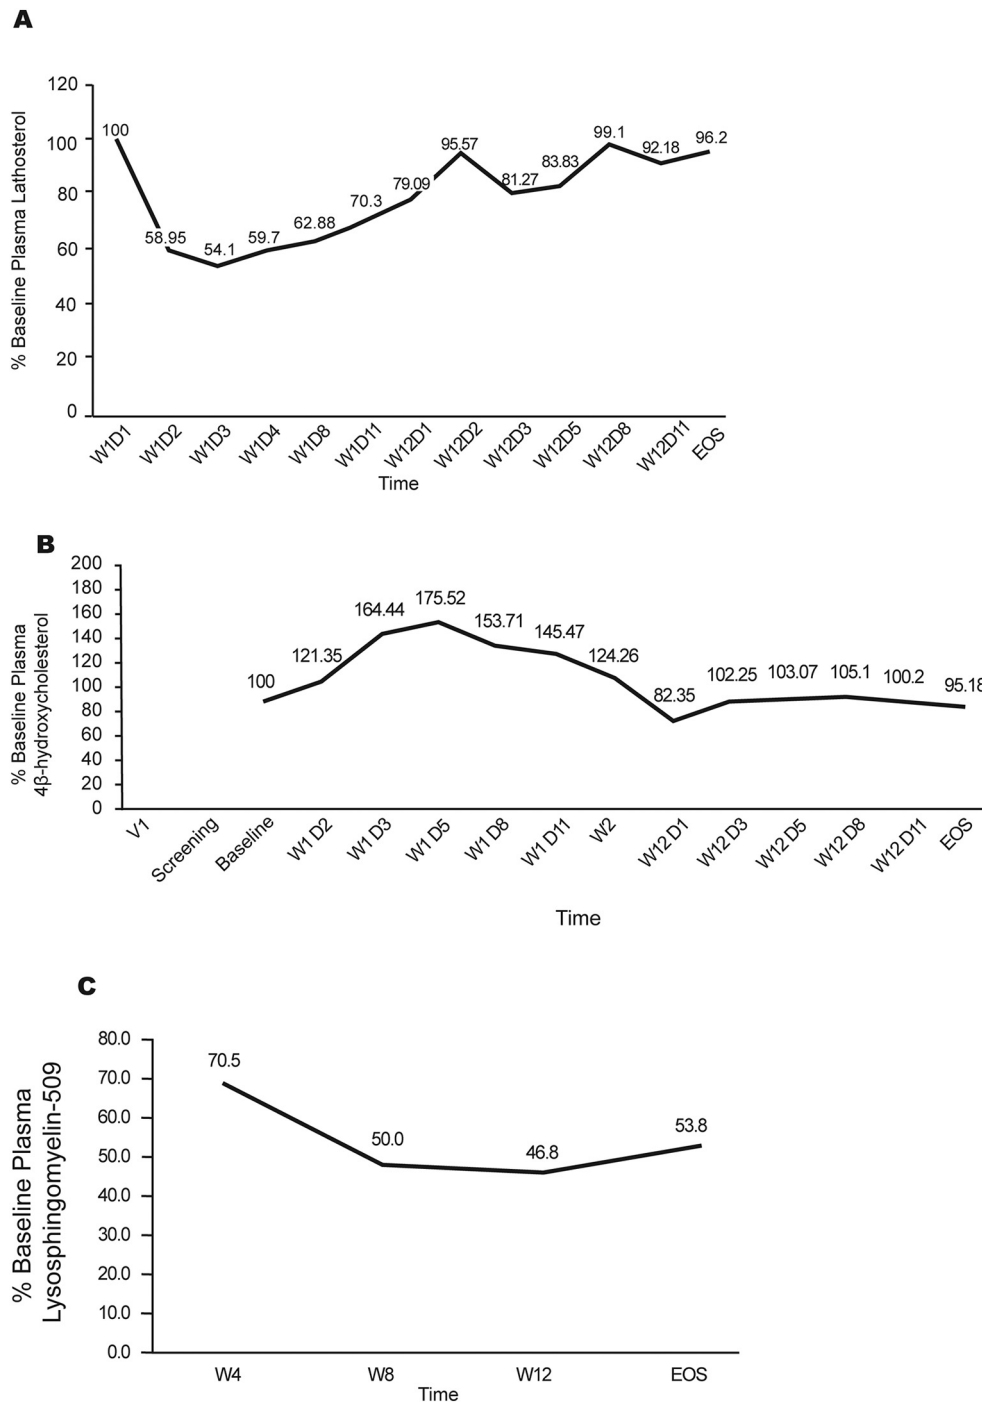 A
% Baseline Plasma Lathosterol
120
100
80
60
40
20
0
100
58.95
54.1
59.7
62.88
70.3
79.09
95.57
81.27
83.83
99.1
92.18
96.2
W1D1
W1D2
W1D3
W1D4
W1D8
W1D11
W12D1
W12D2
W12D3
W12D5
W12D8
W12D11
EOS
Time
B
% Baseline Plasma
4β-hydroxycholesterol
200
180
160
140
120
100
80
60
40
20
0
100
121.35
164.44
175.52
153.71
145.47
124.26
82.35
102.25
103.07
105.1
100.2
95.18
V1
Screening
Baseline
W1 D2
W1 D3
W1 D5
W1 D8
W1 D11
W2
W12 D1
W12 D3
W12 D5
W12 D8
W12 D11
EOS
Time
C
% Baseline Plasma
Lysosphingomyelin-509
80.0
70.0
60.0
50.0
40.0
30.0
20.0
10.0
0.0
70.5
50.0
46.8
53.8
W4
W8
W12
EOS
Time